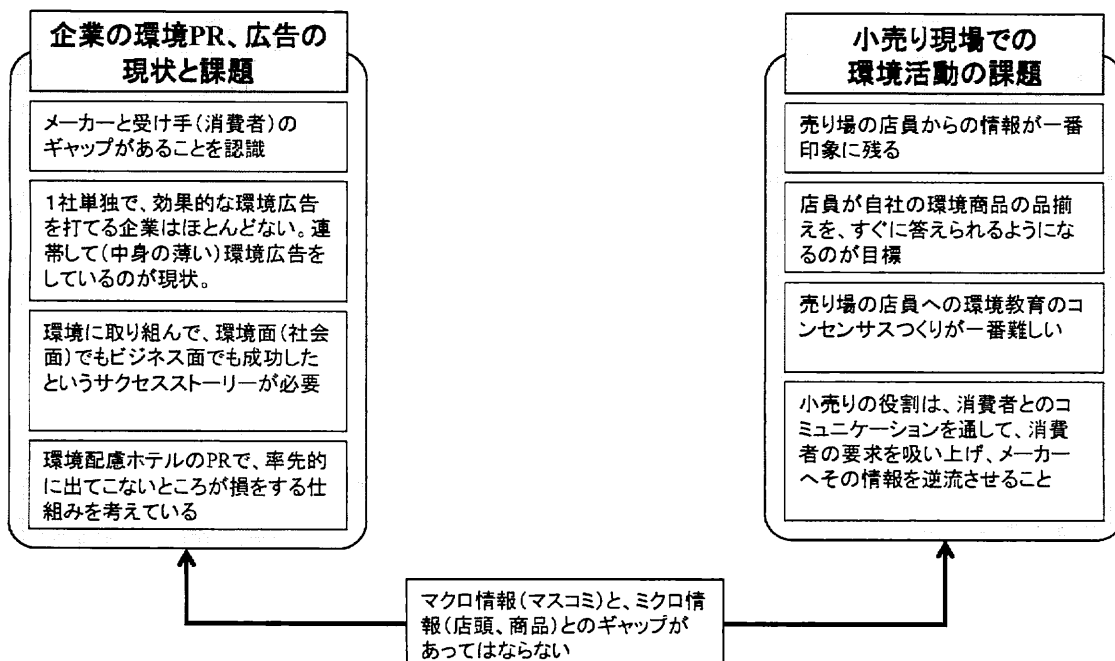 企業の環境PR、広告の
現状と課題
メーカーと受け手(消費者)の
ギャップがあることを認識
1社単独で、効果的な環境広告
を打てる企業はほとんどない。連
帯して(中身の薄い)環境広告を
しているのが現状。
環境に取り組んで、環境面(社会
面)でもビジネス面でも成功した
というサクセスストーリーが必要
環境配慮ホテルのPRで、率先的
に出てこないところが損をする仕
組みを考えている
小売り現場での
環境活動の課題
売り場の店員からの情報が一番
印象に残る
店員が自社の環境商品の品揃
えを、すぐに答えられるようにな
るのが目標
売り場の店員への環境教育のコ
ンセンサスつくりが一番難しい
小売りの役割は、消費者とのコ
ミュニケーションを通して、消費
者の要求を吸い上げ、メーカー
へその情報を逆流させること
マクロ情報(マスコミ)と、ミクロ情
報(店頭、商品)とのギャップが
あってはならない